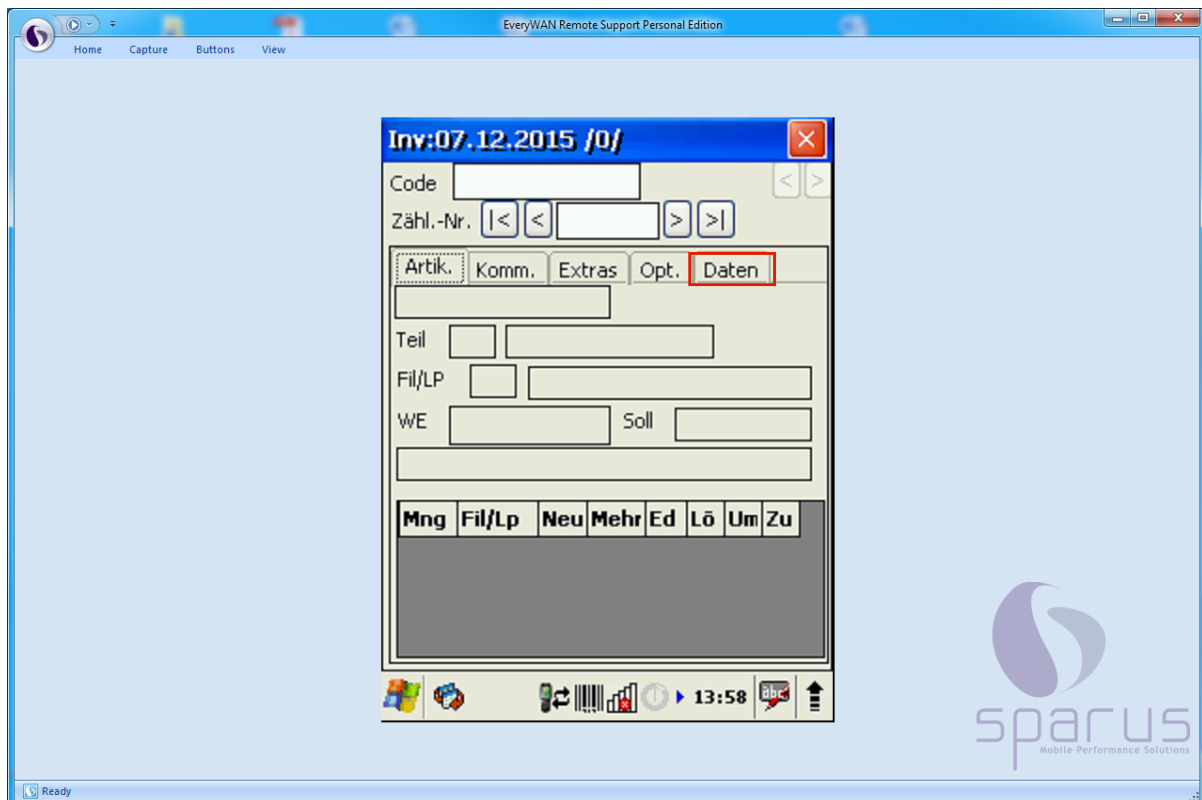 EveryWAN Remote Support Personal Edition
Home Capture Buttons View
Inv:07.12.2015 /0/
Code < >
Zähl.-Nr. |< < > >|
Artik. Komm. Extras Opt. Daten
Teil
Fil/LP
WE Soll
Mng Fil/Lp Neu Mehr Ed Lö Um Zu
13:58
sparus
Mobile Performance Solutions
Ready